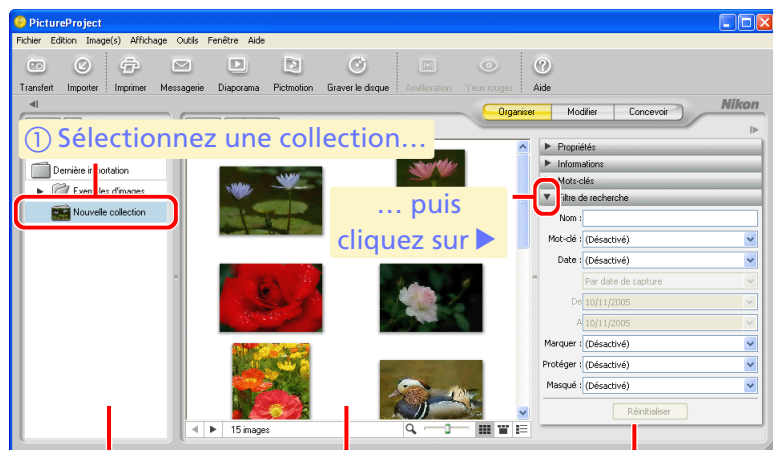 PictureProject
Fichier Edition Image(s) Affichage Outils Fenêtre Aide
Transfert Importer Imprimer Messagerie Diaporama Pictmotion Graver le disque Amélioration Yeux rouges Aide
Organiser Modifier Concevoir Nikon
① Sélectionnez une collection...
Dernière importation
Exemples d'images
Nouvelle collection
... puis
cliquez sur ▶
15 images
Propriétés
Informations
Mots-clés
Filtre de recherche
Nom :
Mot-clé : (Désactivé)
Date : (Désactivé)
Par date de capture
De 10/11/2005
A 10/11/2005
Marquer : (Désactivé)
Protéger : (Désactivé)
Masqué : (Désactivé)
Réinitialiser